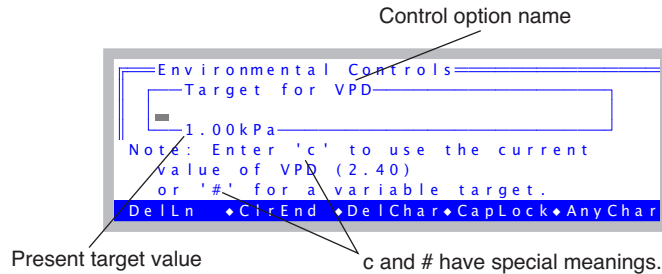 Control option name
Environmental Controls
Target for VPD
1.00kPa
Note: Enter 'c' to use the current
value of VPD (2.40)
or '#' for a variable target.
DelLn ◆ClrEnd ◆DelChar◆CapLock◆AnyChar
Present target value
c and # have special meanings.